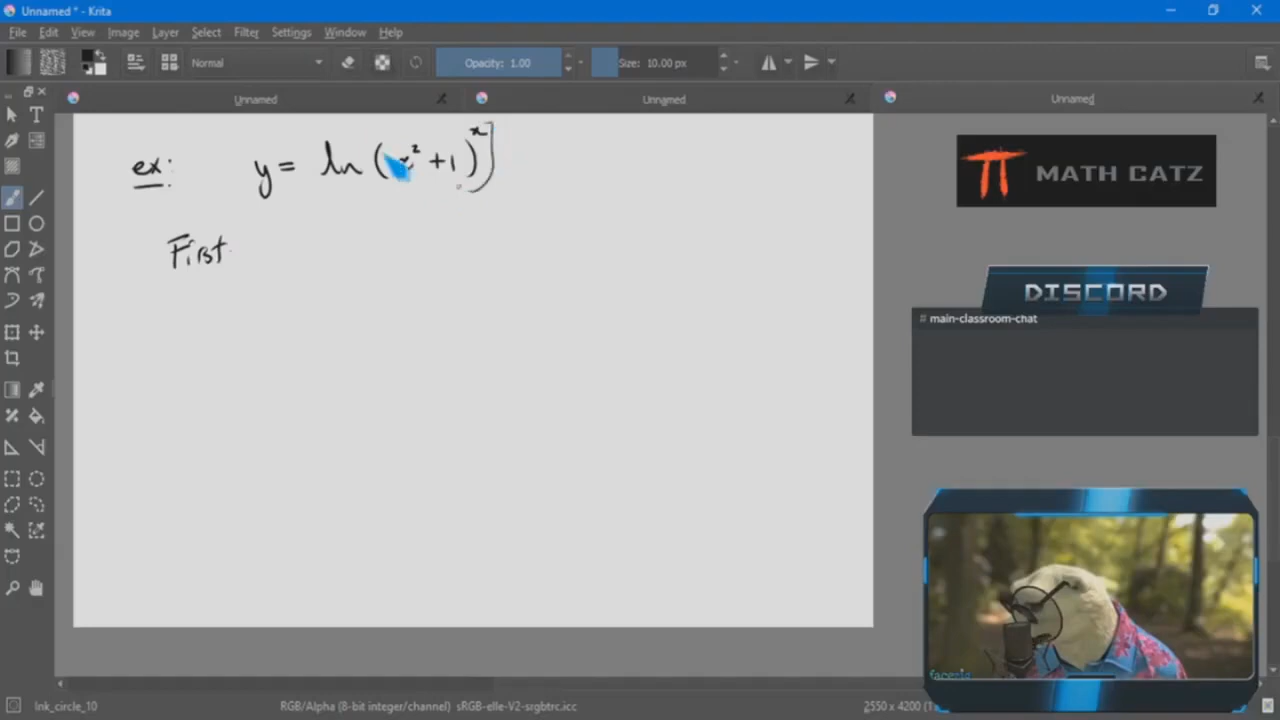 Unnamed * - Krita
File Edit View Image Layer Select Filter Settings Window Help
Normal Opacity: 1.00 Size: 10.00 px
Unnamed Unnamed Unnamed
ex: y = ln (x² + 1)^x]
First
π MATH CATZ
DISCORD
# main-classroom-chat
facerig
Ink_circle_10 RGB/Alpha (8-bit integer/channel) sRGB-elle-V2-srgbtrc.icc 2550 x 4200